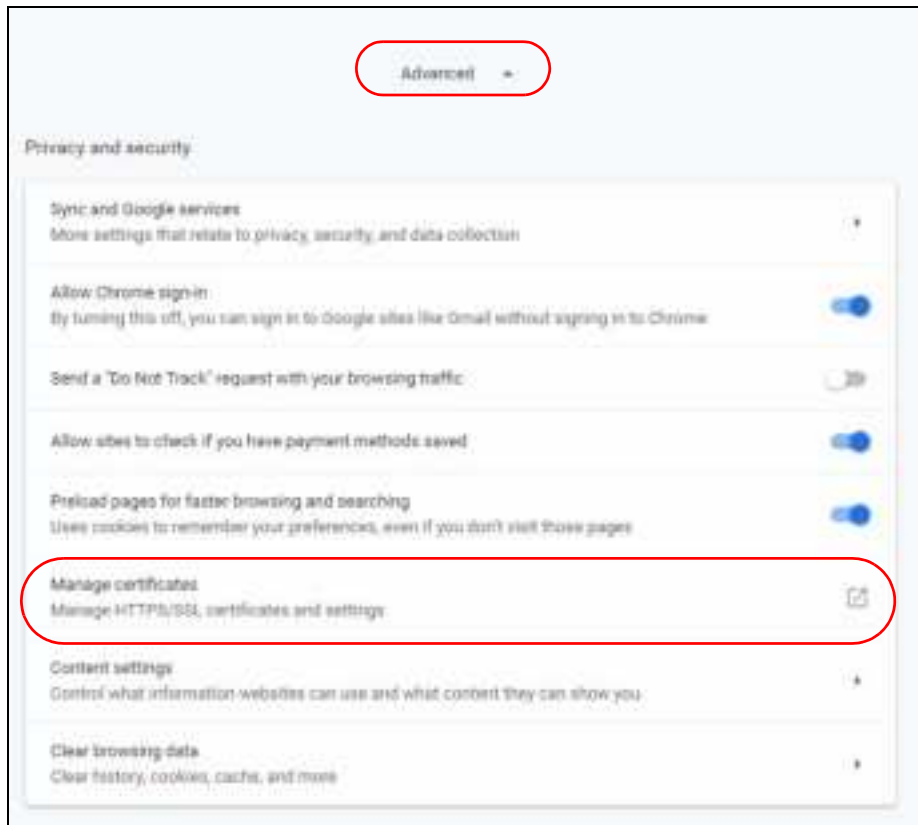 Advanced
Privacy and security
Sync and Google services
More settings that relate to privacy, security, and data collection
Allow Chrome sign-in
By turning this off, you can sign in to Google sites like Gmail without signing in to Chrome
Send a "Do Not Track" request with your browsing traffic
Allow sites to check if you have payment methods saved
Preload pages for faster browsing and searching
Uses cookies to remember your preferences, even if you don't visit those pages
Manage certificates
Manage HTTPS/SSL certificates and settings
Content settings
Control what information websites can use and what content they can show you
Clear browsing data
Clear history, cookies, cache, and more